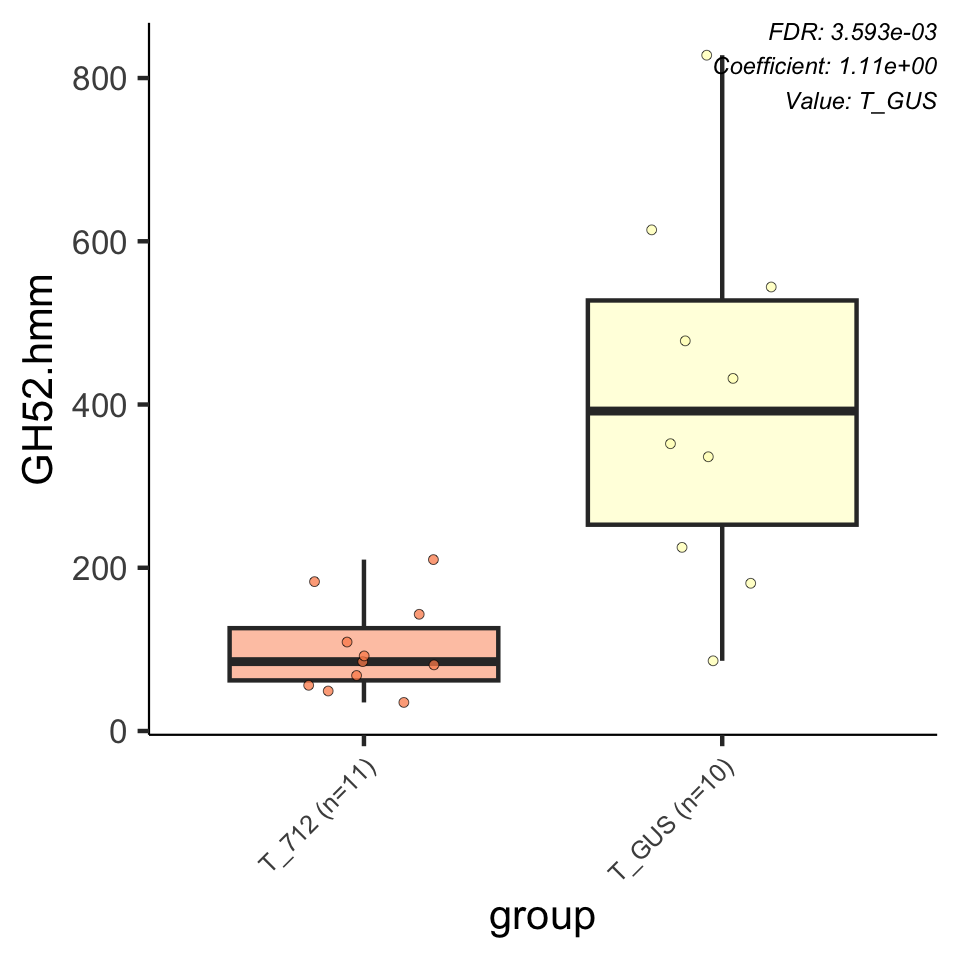 FDR: 3.593e-03
Coefficient: 1.11e+00
Value: T_GUS
GH52.hmm
800
600
400
200
0
T_712 (n=11)
T_GUS (n=10)
group